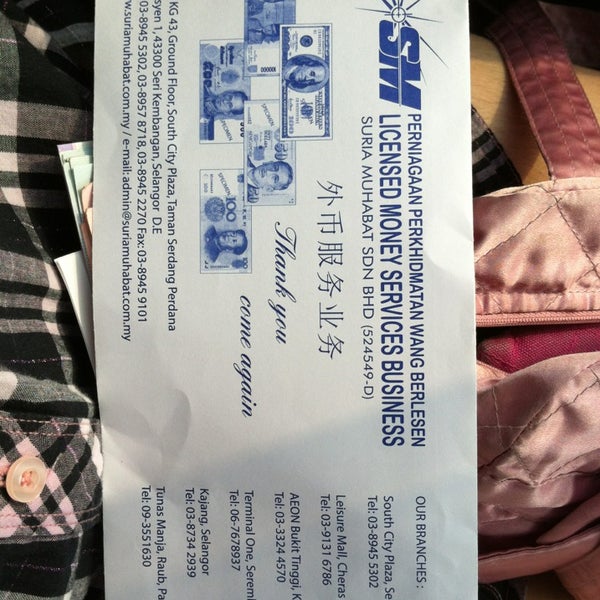 SM
PERNIAGAAN PERKHIDMATAN WANG BERLESEN
LICENSED MONEY SERVICES BUSINESS
SURIA MUHABAT SDN BHD (524549-D)
外币服务业务
Thank you
come again
KG 43, Ground Floor, South City Plaza, Taman Serdang Perdana
syen 1, 43300 Seri Kembangan, Selangor D.E
03-8945 5302, 03-8957 8718, 03-8945 2270 Fax: 03-8945 9101
.suriamuhabat.com.my / e-mail: admin@suriamuhabat.com.my
OUR BRANCHES :
South City Plaza,
Tel: 03-8945 5302
Leisure Mall, Cheras
Tel: 03-9131 6786
AEON Bukit Tinggi,
Tel: 03-3324 4570
Terminal One,
Tel: 06-7678937
Kajang, Selangor
Tel: 03-8734 2939
Tunas Manja, Raub,
Tel: 09-3551630
SPECIMEN
SPECIMEN
SPECIMEN
100